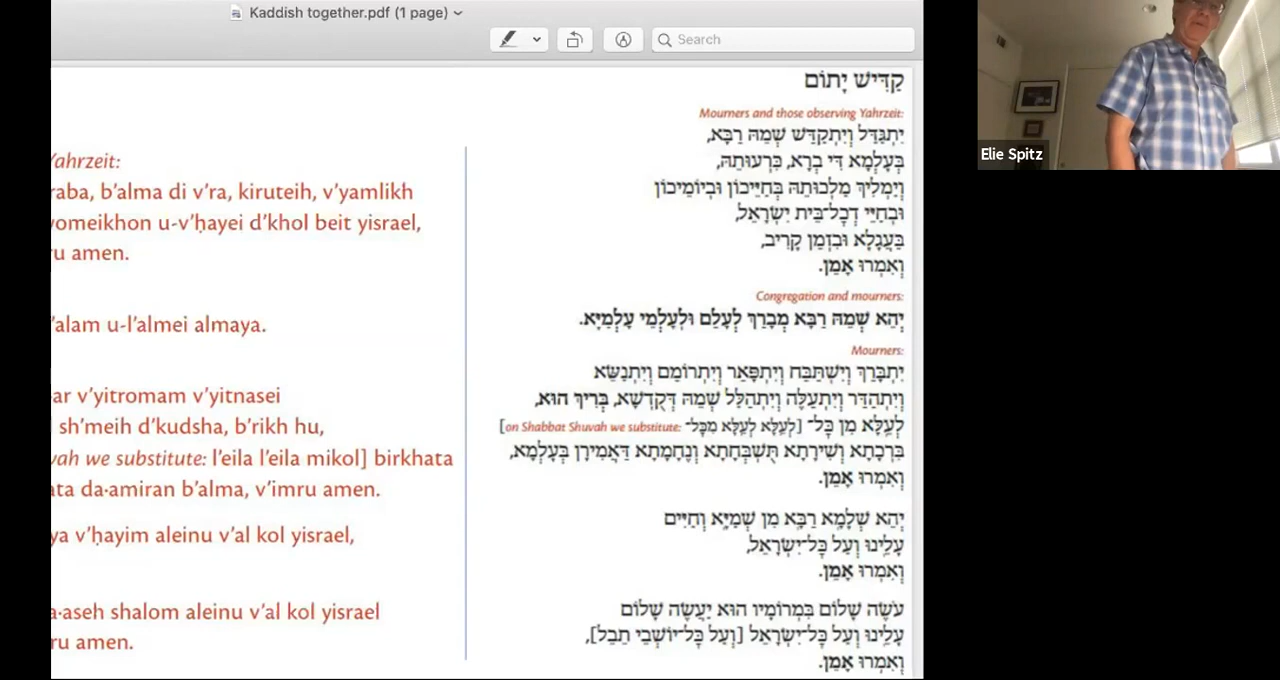 Kaddish together.pdf (1 page)
Search
Elie Spitz
Yahrzeit:
raba, b'alma di v'ra, kiruteih, v'yamlikh
yomeikhon u-v'ḥayei d'khol beit yisrael,
u amen.
'alam u-l'almei almaya.
ar v'yitromam v'yitnasei
sh'meih d'kudsha, b'rikh hu,
vah we substitute: l'eila l'eila mikol] birkhata
ata da·amiran b'alma, v'imru amen.
ya v'ḥayim aleinu v'al kol yisrael,
a·aseh shalom aleinu v'al kol yisrael
ru amen.
קַדִּישׁ יָתוֹם
Mourners and those observing Yahrzeit:
יִתְגַּדַּל וְיִתְקַדַּשׁ שְׁמֵהּ רַבָּא,
בְּעָלְמָא דִּי בְרָא, כִּרְעוּתֵהּ,
וְיַמְלִיךְ מַלְכוּתֵהּ בְּחַיֵּיכוֹן וּבְיוֹמֵיכוֹן
וּבְחַיֵּי דְכָל־בֵּית יִשְׂרָאֵל,
בַּעֲגָלָא וּבִזְמַן קָרִיב,
וְאִמְרוּ אָמֵן.
Congregation and mourners:
יְהֵא שְׁמֵהּ רַבָּא מְבָרַךְ לְעָלַם וּלְעָלְמֵי עָלְמַיָּא.
Mourners:
יִתְבָּרַךְ וְיִשְׁתַּבַּח וְיִתְפָּאַר וְיִתְרוֹמַם וְיִתְנַשֵּׂא
וְיִתְהַדַּר וְיִתְעַלֶּה וְיִתְהַלַּל שְׁמֵהּ דְּקֻדְשָׁא, בְּרִיךְ הוּא,
לְעֵלָּא מִן כׇּל־ [on Shabbat Shuvah we substitute: לְעֵלָּא לְעֵלָּא מִכׇּל־]
בִּרְכָתָא וְשִׁירָתָא תֻּשְׁבְּחָתָא וְנֶחָמָתָא דַּאֲמִירָן בְּעָלְמָא,
וְאִמְרוּ אָמֵן.
יְהֵא שְׁלָמָא רַבָּא מִן שְׁמַיָּא וְחַיִּים
עָלֵינוּ וְעַל כׇּל־יִשְׂרָאֵל,
וְאִמְרוּ אָמֵן.
עֹשֶׂה שָׁלוֹם בִּמְרוֹמָיו הוּא יַעֲשֶׂה שָׁלוֹם
עָלֵינוּ וְעַל כׇּל־יִשְׂרָאֵל [וְעַל כׇּל־יוֹשְׁבֵי תֵבֵל],
וְאִמְרוּ אָמֵן.